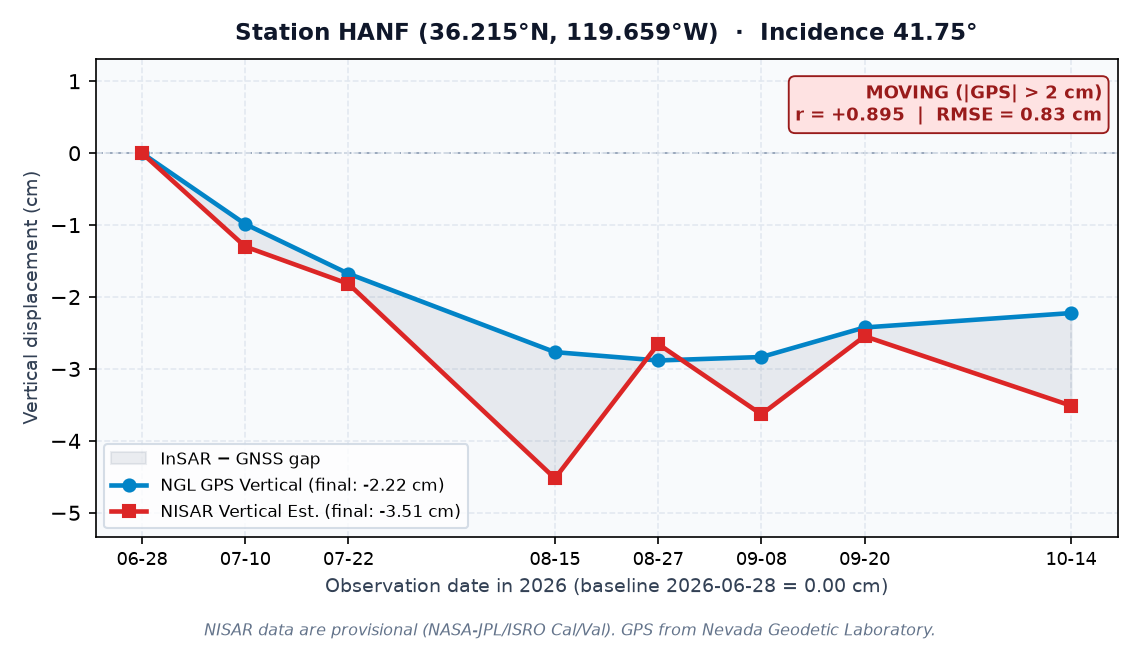 Station HANF (36.215°N, 119.659°W)  ·  Incidence 41.75°
MOVING (|GPS| > 2 cm)
r = +0.895  |  RMSE = 0.83 cm
Vertical displacement (cm)
1
0
−1
−2
−3
−4
−5
InSAR − GNSS gap
NGL GPS Vertical (final: -2.22 cm)
NISAR Vertical Est. (final: -3.51 cm)
06-28 07-10 07-22 08-15 08-27 09-08 09-20 10-14
Observation date in 2026 (baseline 2026-06-28 = 0.00 cm)
NISAR data are provisional (NASA-JPL/ISRO Cal/Val). GPS from Nevada Geodetic Laboratory.